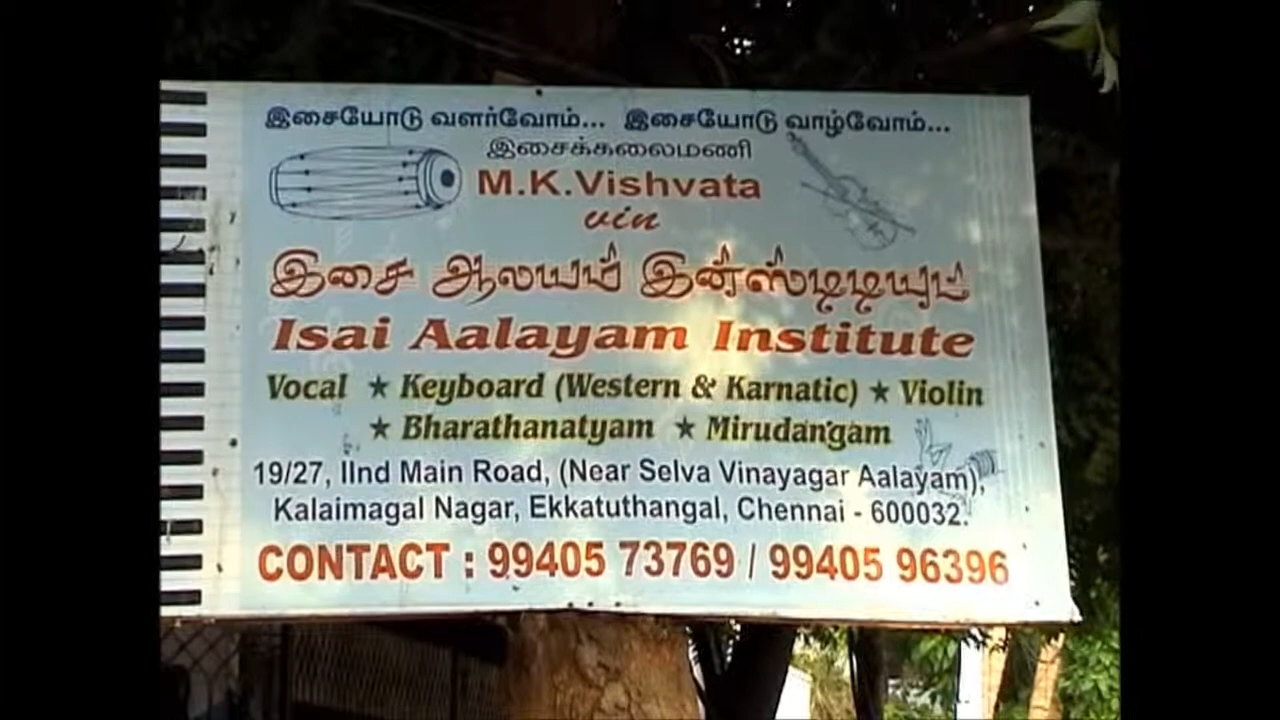 இசையோடு வளர்வோம்... இசையோடு வாழ்வோம்...
இசைக்கலைமணி
M.K.Vishvata
vin
இசை ஆலயம் இன்ஸ்டிடியுட்
Isai Aalayam Institute
Vocal ★ Keyboard (Western & Karnatic) ★ Violin
★ Bharathanatyam ★ Mirudangam
19/27, IInd Main Road, (Near Selva Vinayagar Aalayam),
Kalaimagal Nagar, Ekkatuthangal, Chennai - 600032.
CONTACT : 99405 73769 / 99405 96396